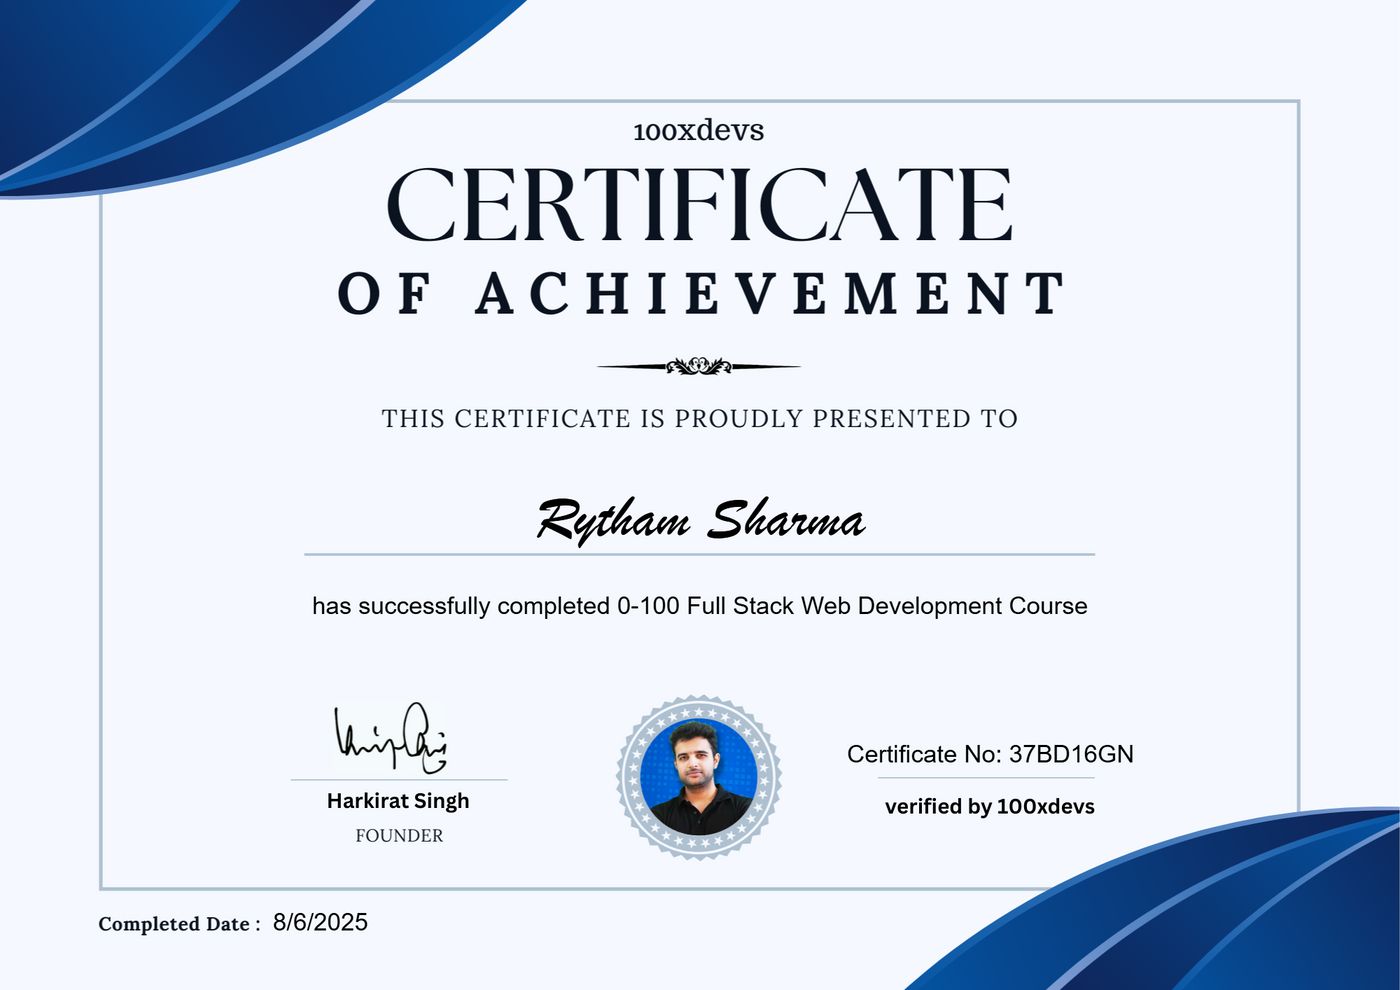 100xdevs
CERTIFICATE
OF ACHIEVEMENT
THIS CERTIFICATE IS PROUDLY PRESENTED TO
Rytham Sharma
has successfully completed 0-100 Full Stack Web Development Course
Certificate No: 37BD16GN
Harkirat Singh
verified by 100xdevs
FOUNDER
Completed Date : 8/6/2025